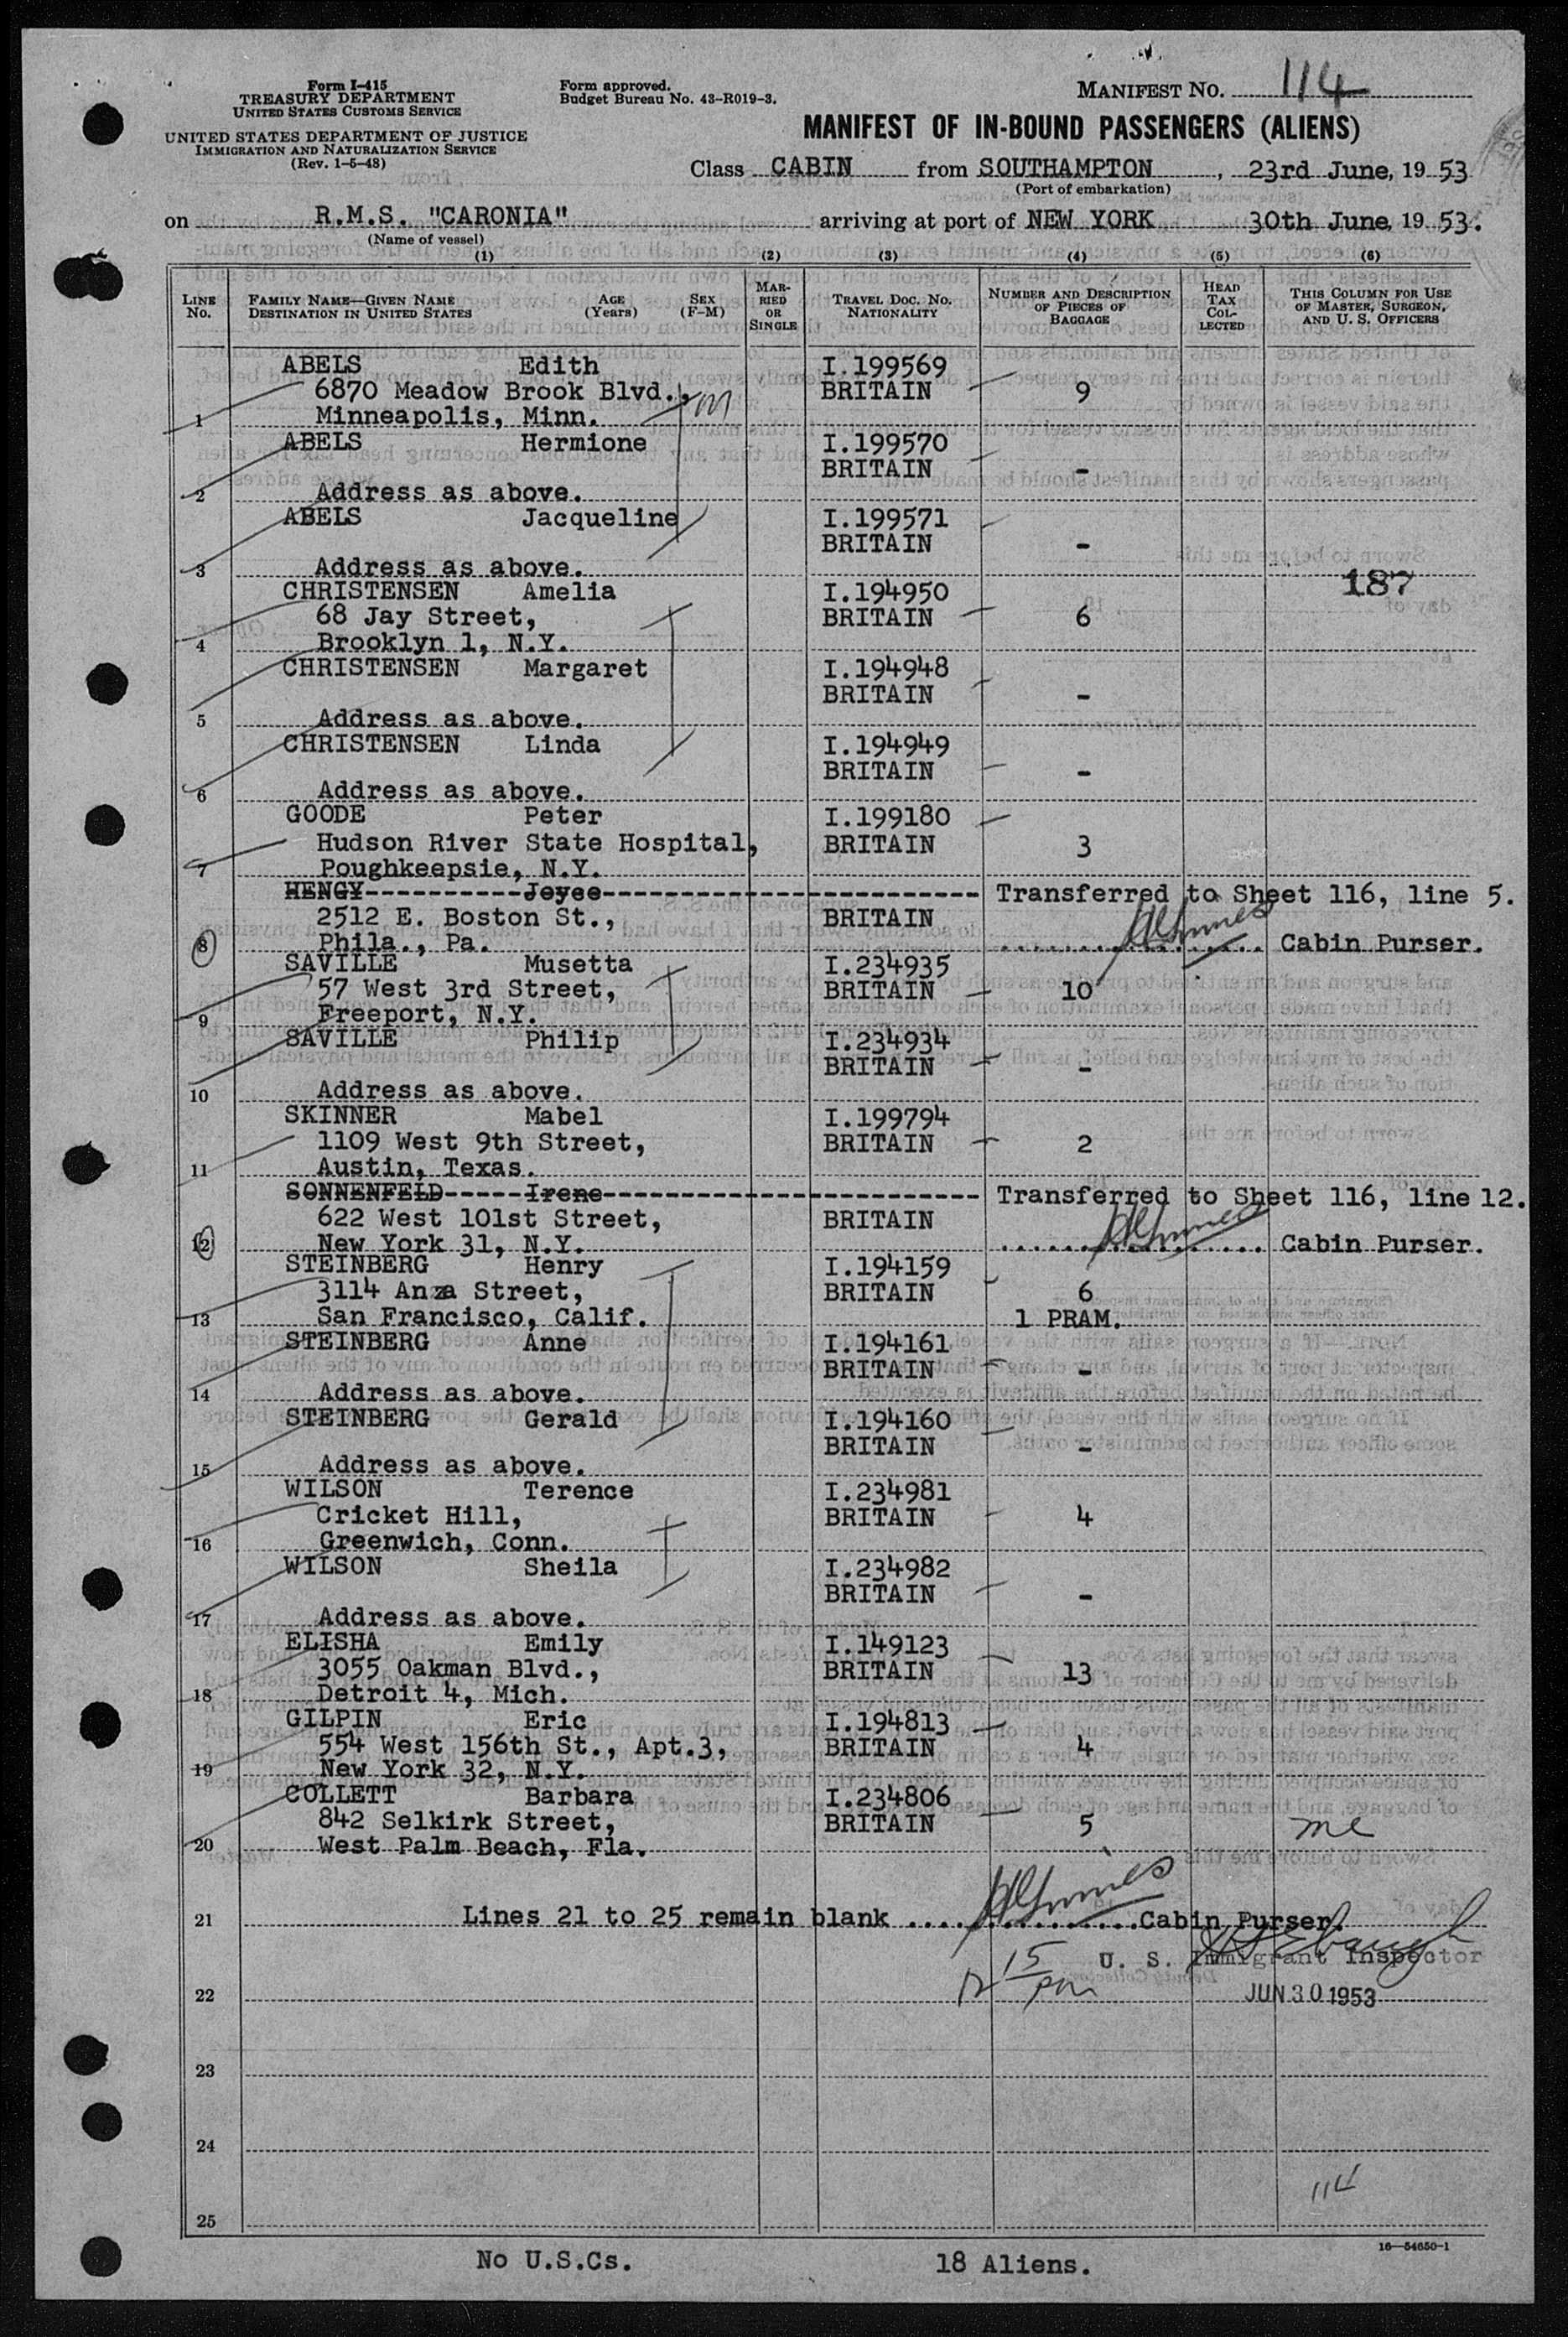 Form I-415
TREASURY DEPARTMENT
UNITED STATES CUSTOMS SERVICE
UNITED STATES DEPARTMENT OF JUSTICE
IMMIGRATION AND NATURALIZATION SERVICE
(Rev. 1-5-48)
Form approved.
Budget Bureau No. 43-R019-3.
MANIFEST NO. 114
MANIFEST OF IN-BOUND PASSENGERS (ALIENS)
Class CABIN from SOUTHAMPTON, 23rd June, 19 53
(Port of embarkation)
on R.M.S. "CARONIA" arriving at port of NEW YORK 30th June, 19 53.
(Name of vessel)
(1) (2) (3) (4) (5) (6)
LINE No.
FAMILY NAME—GIVEN NAME
DESTINATION IN UNITED STATES
AGE (Years)
SEX (F-M)
MARRIED OR SINGLE
TRAVEL DOC. NO. NATIONALITY
NUMBER AND DESCRIPTION OF PIECES OF BAGGAGE
HEAD TAX COLLECTED
THIS COLUMN FOR USE OF MASTER, SURGEON, AND U. S. OFFICERS
ABELS Edith I.199569
6870 Meadow Brook Blvd., BRITAIN 9
1 Minneapolis, Minn.
ABELS Hermione I.199570
BRITAIN -
2 Address as above.
ABELS Jacqueline I.199571
BRITAIN -
3 Address as above.
187
CHRISTENSEN Amelia I.194950
68 Jay Street, BRITAIN 6
4 Brooklyn 1, N.Y.
CHRISTENSEN Margaret I.194948
BRITAIN -
5 Address as above.
CHRISTENSEN Linda I.194949
BRITAIN -
6 Address as above.
GOODE Peter I.199180
Hudson River State Hospital, BRITAIN 3
7 Poughkeepsie, N.Y.
HENGY----------Joyce------------------------ Transferred to Sheet 116, line 5.
2512 E. Boston St., BRITAIN
8 Phila., Pa. ................. Cabin Purser.
SAVILLE Musetta I.234935
57 West 3rd Street, BRITAIN 10
9 Freeport, N.Y.
SAVILLE Philip I.234934
BRITAIN -
10 Address as above.
SKINNER Mabel I.199794
1109 West 9th Street, BRITAIN 2
11 Austin, Texas.
SONNENFELD-----Irene------------------------ Transferred to Sheet 116, line 12.
622 West 101st Street, BRITAIN
12 New York 31, N.Y. ................. Cabin Purser.
STEINBERG Henry I.194159
3114 Anza Street, BRITAIN 6
13 San Francisco, Calif. 1 PRAM.
STEINBERG Anne I.194161
BRITAIN -
14 Address as above.
STEINBERG Gerald I.194160
BRITAIN -
15 Address as above.
WILSON Terence I.234981
Cricket Hill, BRITAIN 4
16 Greenwich, Conn.
WILSON Sheila I.234982
BRITAIN -
17 Address as above.
ELISHA Emily I.149123
3055 Oakman Blvd., BRITAIN 13
18 Detroit 4, Mich.
GILPIN Eric I.194813
554 West 156th St., Apt.3, BRITAIN 4
19 New York 32, N.Y.
COLLETT Barbara I.234806
842 Selkirk Street, BRITAIN 5
20 West Palm Beach, Fla.
21 Lines 21 to 25 remain blank ...............Cabin Purser.
U. S. Immigrant Inspector
12 15 pm
22 JUN 30 1953
23
24
114
25
16—54650-1
No U.S.Cs. 18 Aliens.